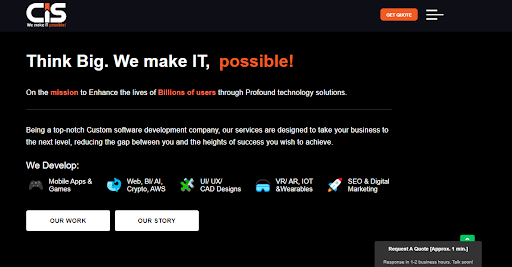 CiS
We make IT possible!
GET QUOTE
Think Big. We make IT, possible!
On the mission to Enhance the lives of Billions of users through Profound technology solutions.
Being a top-notch Custom software development company, our services are designed to take your business to
the next level, reducing the gap between you and the heights of success you wish to achieve.
We Develop:
Mobile Apps &
Games
Web, BI/ AI,
Crypto, AWS
UI/ UX/
CAD Designs
VR/ AR, IOT
&Wearables
SEO & Digital
Marketing
OUR WORK
OUR STORY
Request A Quote [Approx. 1 min.]
Response in 1-2 business hours. Talk soon!